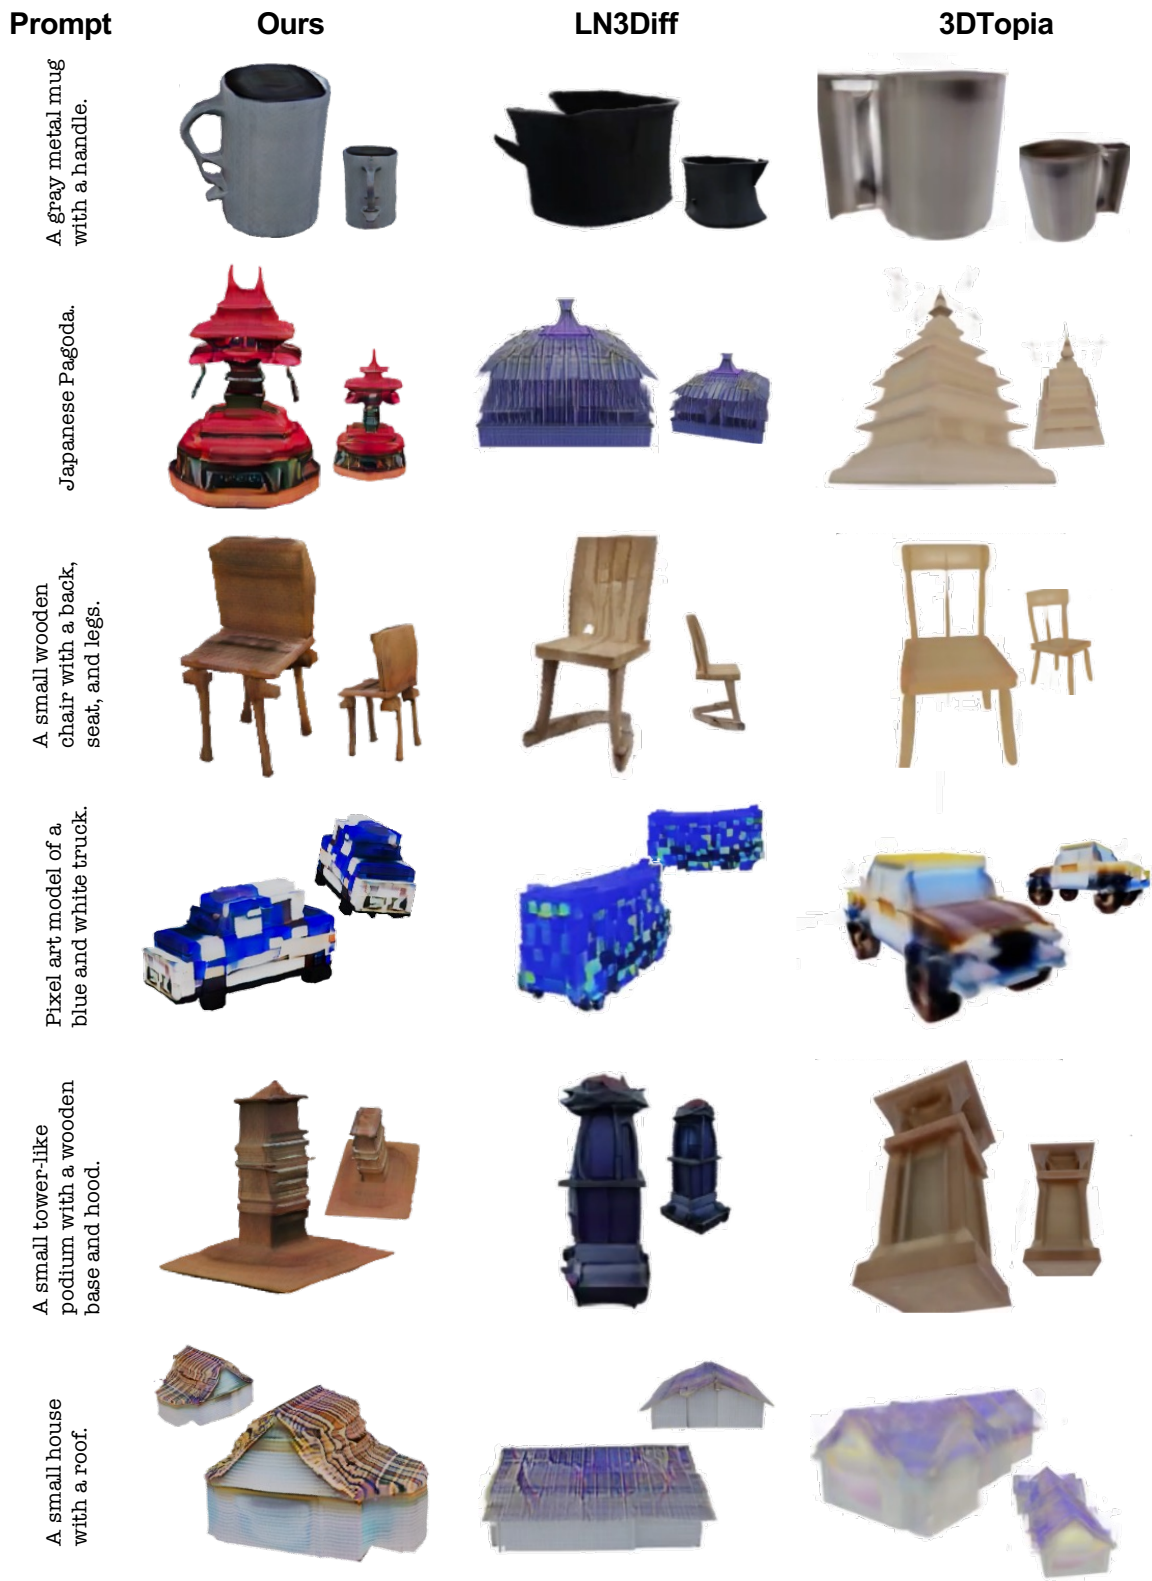 Prompt Ours LN3Diff 3DTopia
A gray metal mug
with a handle.
Japanese Pagoda.
A small wooden
chair with a back,
seat, and legs.
Pixel art model of a
blue and white truck.
A small tower-like
podium with a wooden
base and hood.
A small house
with a roof.